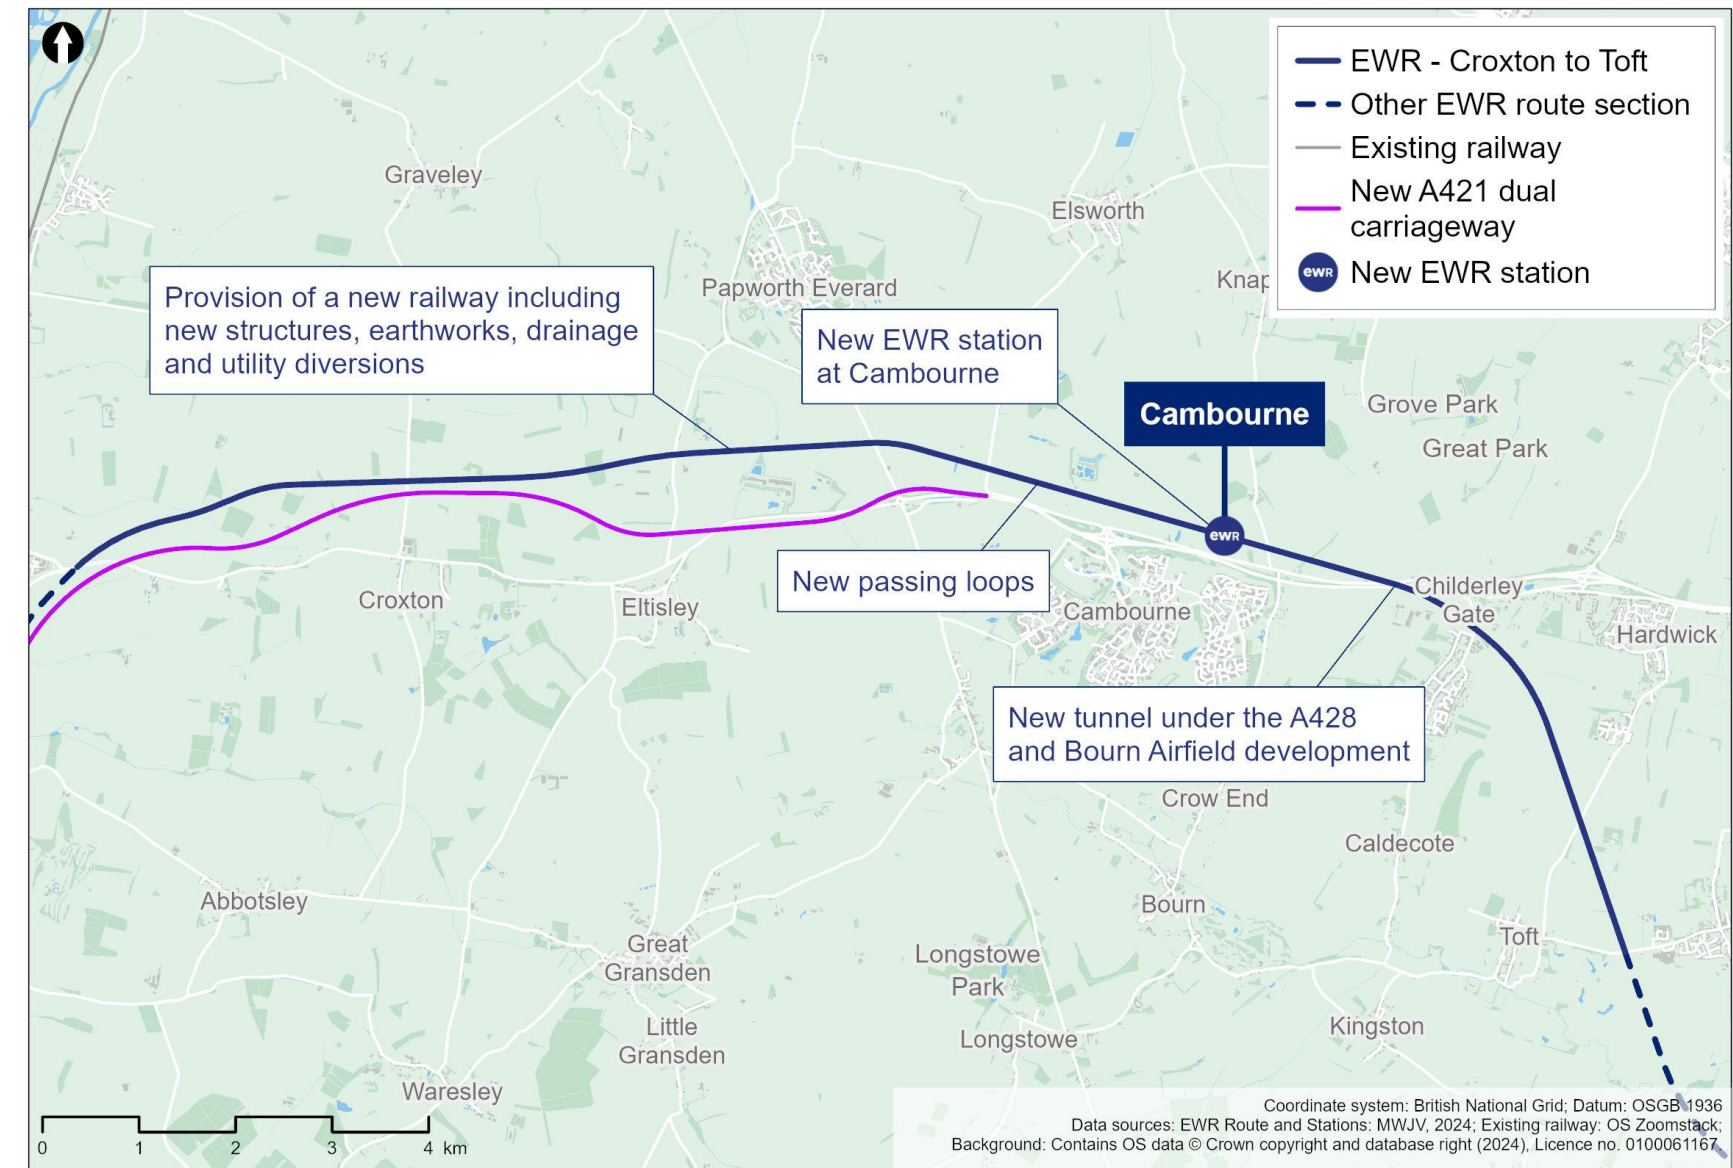 EWR - Croxton to Toft
Other EWR route section
Existing railway
New A421 dual
carriageway
ewR
New EWR station
Graveley
Elsworth
Papworth Everard
Knap
Provision of a new railway including
new structures, earthworks, drainage
and utility diversions
New EWR station
at Cambourne
Cambourne
Grove Park
Great Park
ewR
New passing loops
Croxton
Eltisley
Cambourne
Childerley
Gate
Hardwick
New tunnel under the A428
and Bourn Airfield development
Crow End
Caldecote
Abbotsley
Bourn
Great
Gransden
Longstowe
Park
Toft
Little
Gransden
Longstowe
Kingston
Waresley
0 1 2 3 4 km
Coordinate system: British National Grid; Datum: OSGB 1936
Data sources: EWR Route and Stations: MWJV, 2024; Existing railway: OS Zoomstack;
Background: Contains OS data © Crown copyright and database right (2024), Licence no. 0100061167.